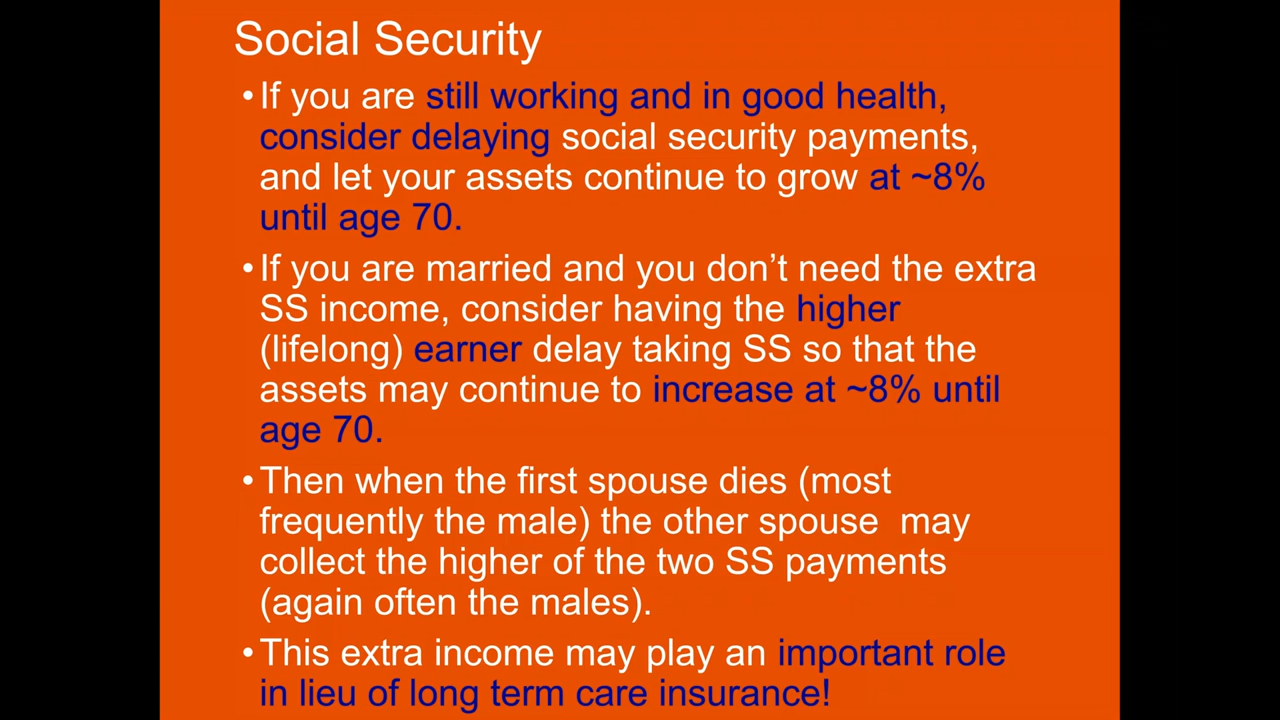 Social Security
•If you are still working and in good health,
consider delaying social security payments,
and let your assets continue to grow at ~8%
until age 70.
•If you are married and you don’t need the extra
SS income, consider having the higher
(lifelong) earner delay taking SS so that the
assets may continue to increase at ~8% until
age 70.
•Then when the first spouse dies (most
frequently the male) the other spouse  may
collect the higher of the two SS payments
(again often the males).
•This extra income may play an important role
in lieu of long term care insurance!